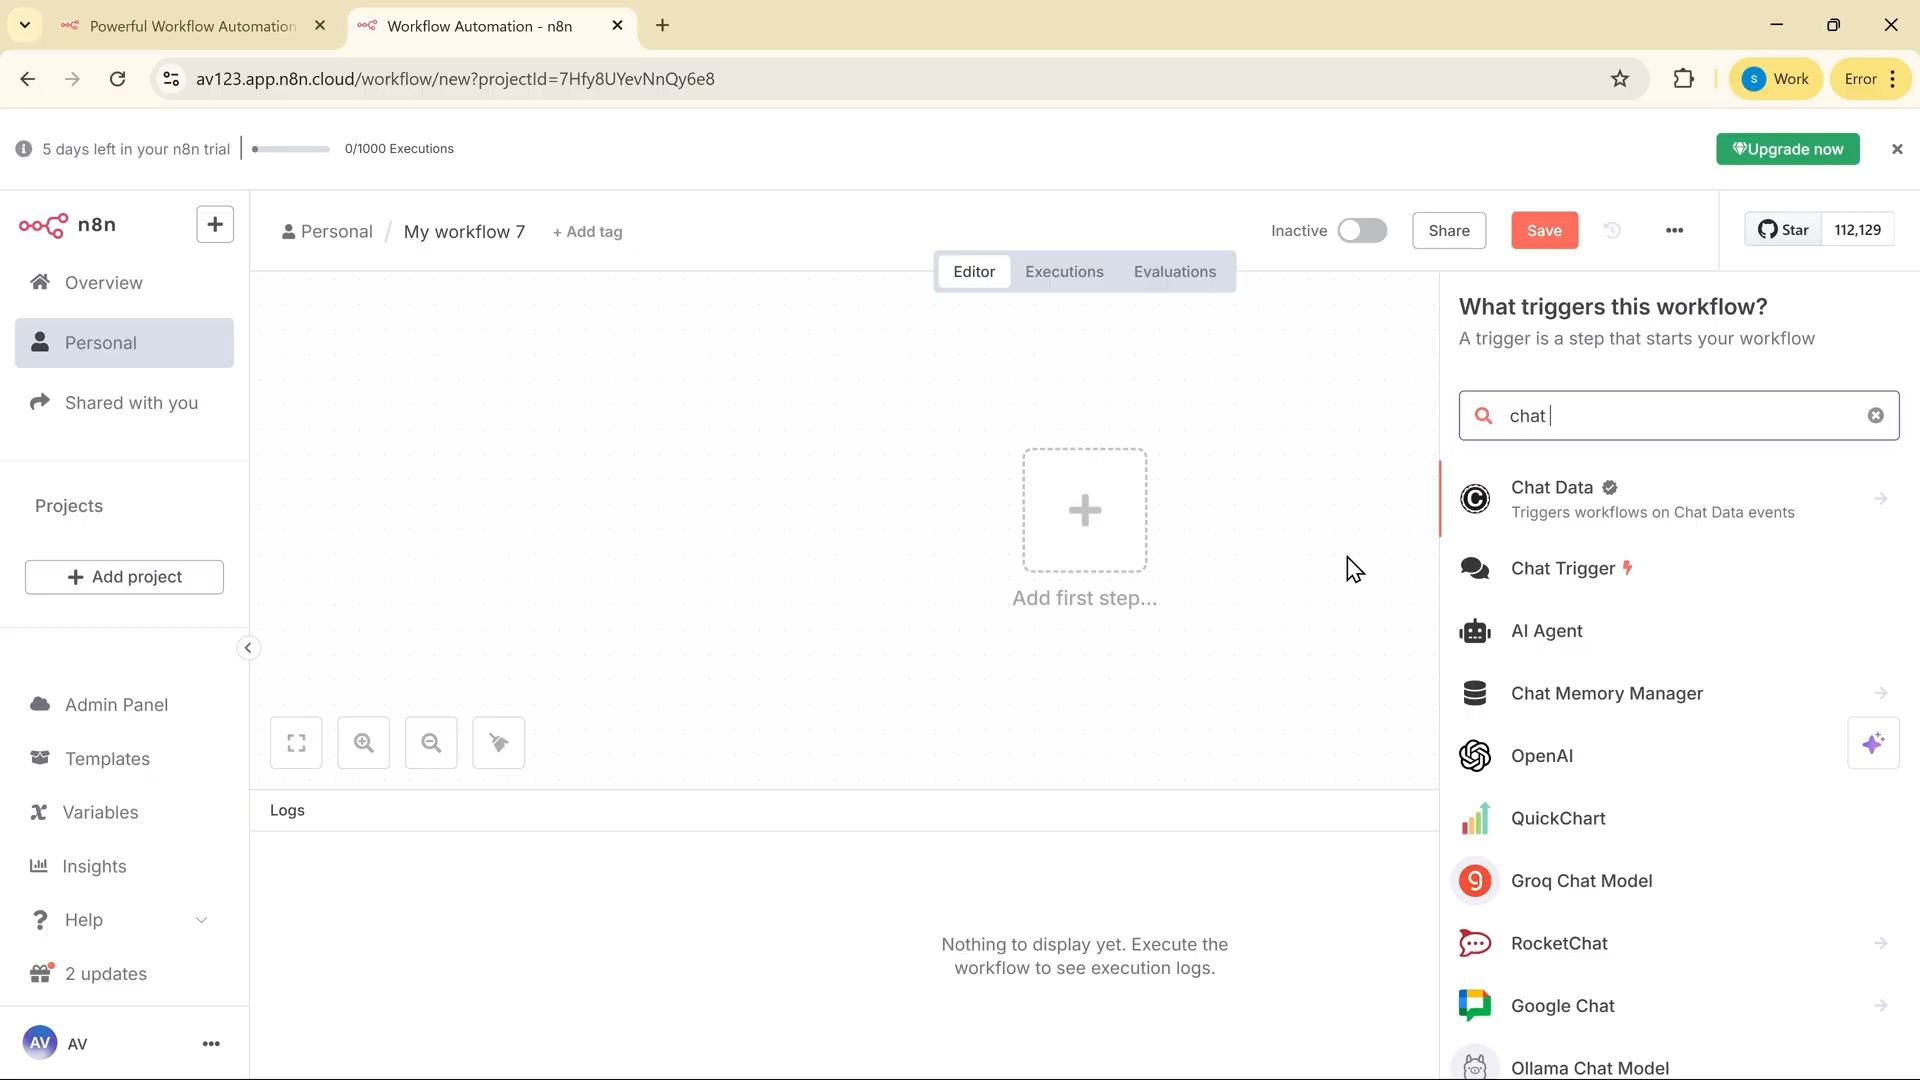 Powerful Workflow Automation
Workflow Automation - n8n
av123.app.n8n.cloud/workflow/new?projectId=7Hfy8UYevNnQy6e8
S
Work
Error
5 days left in your n8n trial
0/1000 Executions
Upgrade now
n8n
Personal / My workflow 7
+ Add tag
Inactive
Share
Save
Star
112,129
Editor
Executions
Evaluations
Overview
Personal
Shared with you
Projects
Add project
Admin Panel
Templates
Variables
Insights
Help
2 updates
AV
AV
Add first step...
Logs
Nothing to display yet. Execute the
workflow to see execution logs.
What triggers this workflow?
A trigger is a step that starts your workflow
chat
Chat Data
Triggers workflows on Chat Data events
Chat Trigger
AI Agent
Chat Memory Manager
OpenAI
QuickChart
Groq Chat Model
RocketChat
Google Chat
Ollama Chat Model